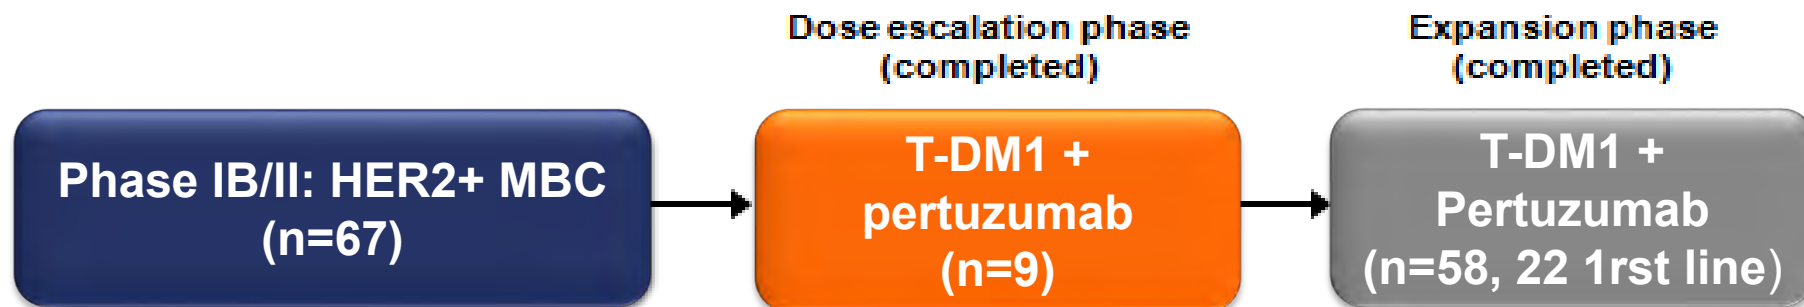 Dose escalation phase
(completed)
Expansion phase
(completed)
Phase IB/II: HER2+ MBC
(n=67)
T-DM1 +
pertuzumab
(n=9)
T-DM1 +
Pertuzumab
(n=58, 22 1rst line)